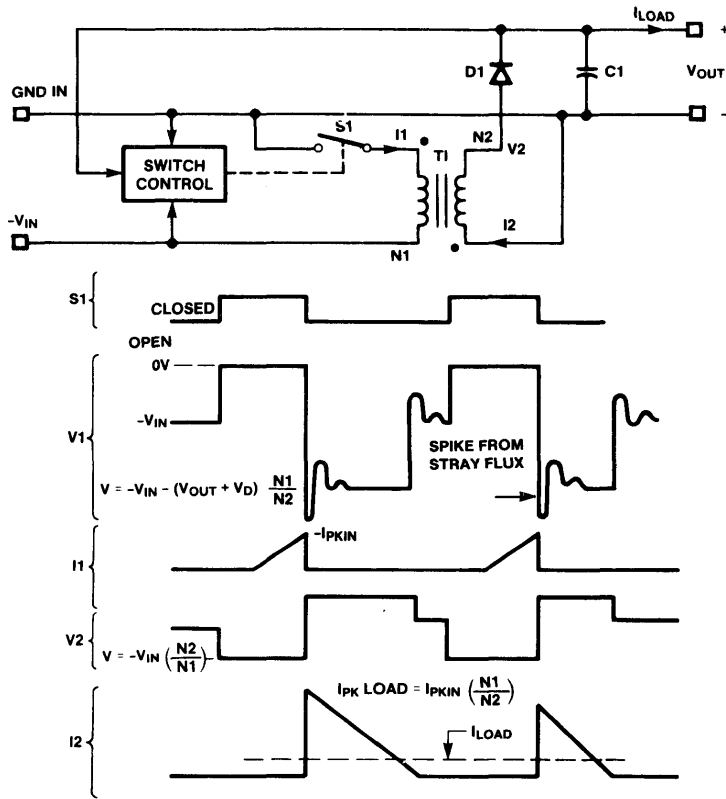 I LOAD
+
D1
C1
VOUT
GND IN
−
S1
I1
N2
V2
T1
SWITCH
CONTROL
I2
-VIN
N1
S1
CLOSED
OPEN
0V
-VIN
V1
SPIKE FROM
STRAY FLUX
V = -VIN - (VOUT + VD) N1/N2
-IPKIN
I1
V2
V = -VIN (N2/N1)
IPK LOAD = IPKIN (N1/N2)
I2
ILOAD